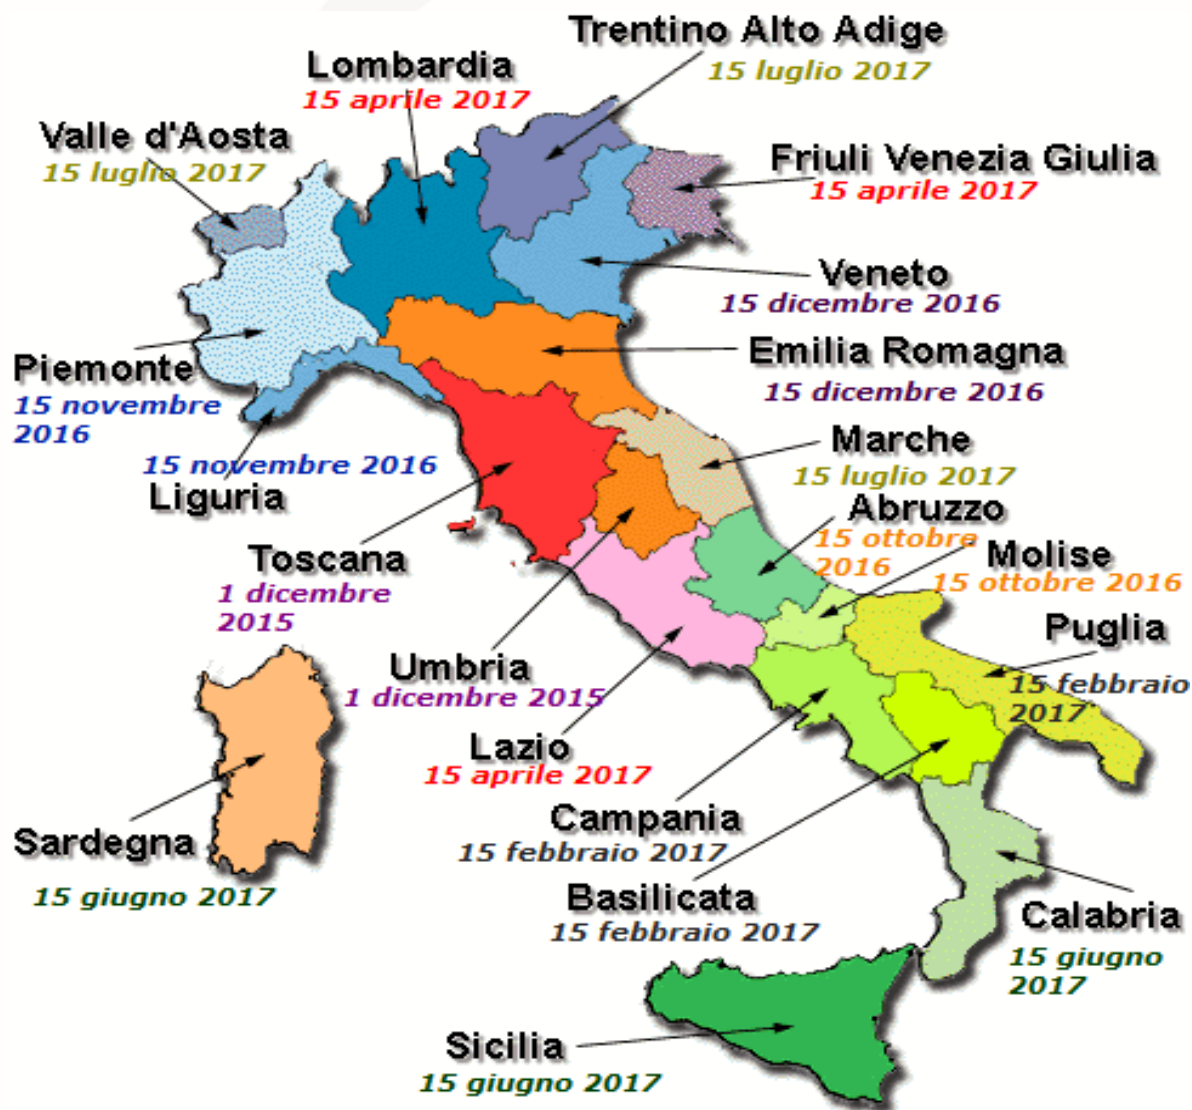 Trentino Alto Adige
15 luglio 2017
Lombardia
15 aprile 2017
Valle d'Aosta
15 luglio 2017
Friuli Venezia Giulia
15 aprile 2017
Veneto
15 dicembre 2016
Emilia Romagna
15 dicembre 2016
Piemonte
15 novembre
2016
15 novembre 2016
Liguria
Marche
15 luglio 2017
Abruzzo
15 ottobre
2016
Molise
15 ottobre 2016
Toscana
1 dicembre
2015
Puglia
15 febbraio
2017
Umbria
1 dicembre 2015
Lazio
15 aprile 2017
Campania
15 febbraio 2017
Sardegna
15 giugno 2017
Basilicata
15 febbraio 2017
Calabria
15 giugno
2017
Sicilia
15 giugno 2017